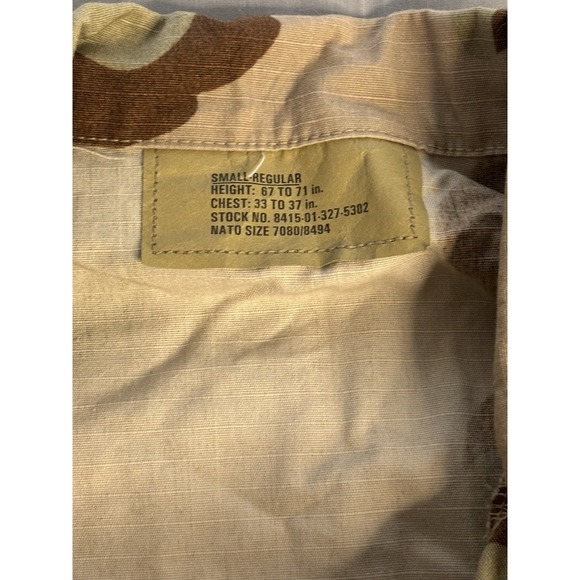 SMALL-REGULAR
HEIGHT: 67 TO 71 in.
CHEST: 33 TO 37 in.
STOCK NO. 8415-01-327-5302
NATO SIZE 7080/8494